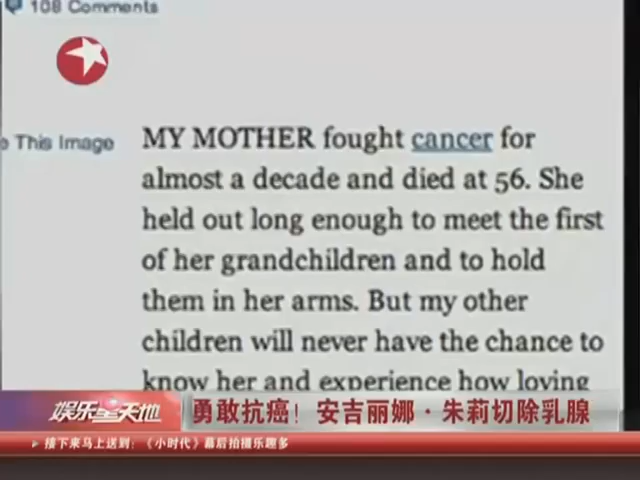 108 Comments
This Image
MY MOTHER fought cancer for
almost a decade and died at 56. She
held out long enough to meet the first
of her grandchildren and to hold
them in her arms. But my other
children will never have the chance to
know her and experience how loving
娱乐星天地
勇敢抗癌！安吉丽娜·朱莉切除乳腺
接下来马上送到：《小时代》幕后拍摄乐趣多